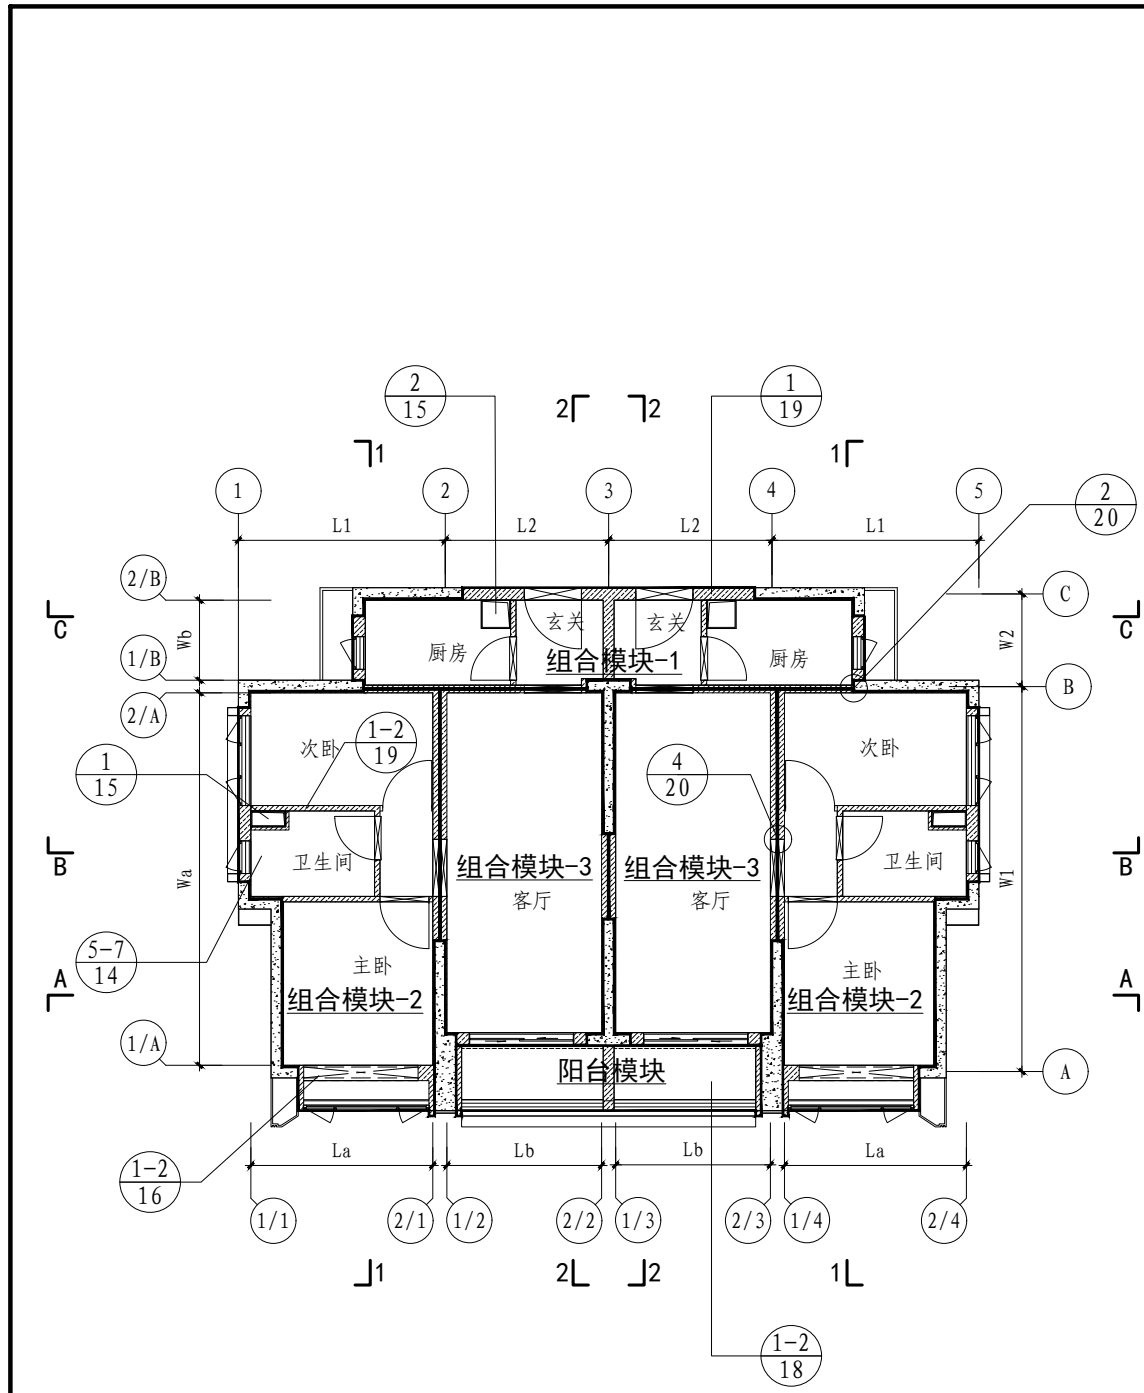 2
15
1
19
2 2
1 1
1 2 3 4 5
2
20
L1 L2 L2 L1
2/B
C
C C
Wb
玄关 玄关
W2
1/B
厨房 厨房
组合模块-1
B
2/A
1-2
19
次卧 次卧
1
15
4
20
B B
卫生间 卫生间
组合模块-3 组合模块-3
Wa W1
客厅 客厅
5-7
14
主卧 主卧
A A
组合模块-2 组合模块-2
1/A
阳台模块
A
La Lb Lb La
1-2
16
1/1 2/1 1/2 2/2 1/3 2/3 1/4 2/4
1 2 2 1
1-2
18